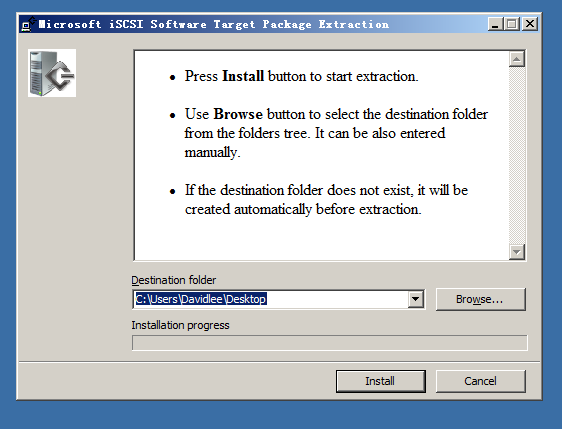 Microsoft iSCSI Software Target Package Extraction
• Press Install button to start extraction.
• Use Browse button to select the destination folder
from the folders tree. It can be also entered
manually.
• If the destination folder does not exist, it will be
created automatically before extraction.
Destination folder
C:\Users\Davidlee\Desktop
Browse...
Installation progress
Install
Cancel